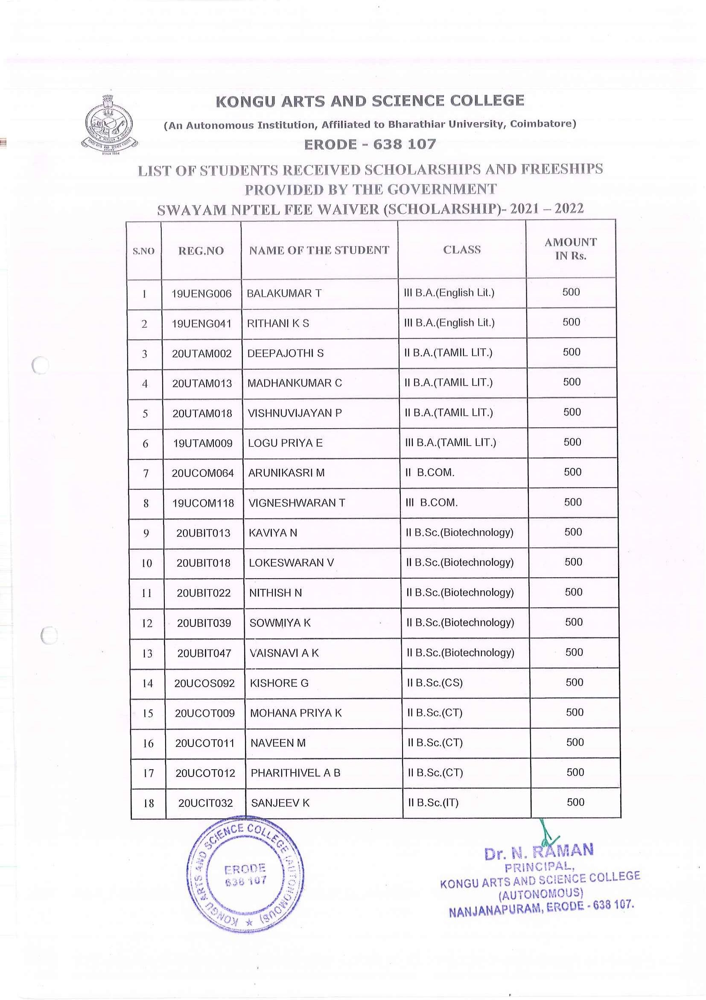 KONGU ARTS AND SCIENCE COLLEGE
(An Autonomous Institution, Affiliated to Bharathiar University, Coimbatore)
ERODE - 638 107
KONGU ARTS AND SCIENCE COLLEGE
ERODE
Since 1994
LIST OF STUDENTS RECEIVED SCHOLARSHIPS AND FREESHIPS
PROVIDED BY THE GOVERNMENT
SWAYAM NPTEL FEE WAIVER (SCHOLARSHIP)- 2021 – 2022
S.NO REG.NO NAME OF THE STUDENT CLASS AMOUNT IN Rs.
1 19UENG006 BALAKUMAR T III B.A.(English Lit.) 500
2 19UENG041 RITHANI K S III B.A.(English Lit.) 500
3 20UTAM002 DEEPAJOTHI S II B.A.(TAMIL LIT.) 500
4 20UTAM013 MADHANKUMAR C II B.A.(TAMIL LIT.) 500
5 20UTAM018 VISHNUVIJAYAN P II B.A.(TAMIL LIT.) 500
6 19UTAM009 LOGU PRIYA E III B.A.(TAMIL LIT.) 500
7 20UCOM064 ARUNIKASRI M II B.COM. 500
8 19UCOM118 VIGNESHWARAN T III B.COM. 500
9 20UBIT013 KAVIYA N II B.Sc.(Biotechnology) 500
10 20UBIT018 LOKESWARAN V II B.Sc.(Biotechnology) 500
11 20UBIT022 NITHISH N II B.Sc.(Biotechnology) 500
12 20UBIT039 SOWMIYA K II B.Sc.(Biotechnology) 500
13 20UBIT047 VAISNAVI A K II B.Sc.(Biotechnology) 500
14 20UCOS092 KISHORE G II B.Sc.(CS) 500
15 20UCOT009 MOHANA PRIYA K II B.Sc.(CT) 500
16 20UCOT011 NAVEEN M II B.Sc.(CT) 500
17 20UCOT012 PHARITHIVEL A B II B.Sc.(CT) 500
18 20UCIT032 SANJEEV K II B.Sc.(IT) 500
KONGU ARTS AND SCIENCE COLLEGE (AUTONOMOUS)
ERODE
638 107
Dr. N. RAMAN
PRINCIPAL,
KONGU ARTS AND SCIENCE COLLEGE
(AUTONOMOUS)
NANJANAPURAM, ERODE - 638 107.